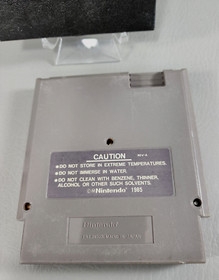 CAUTION
●DO NOT STORE IN EXTREME TEMPERATURES.
●DO NOT IMMERSE IN WATER.
●DO NOT CLEAN WITH BENZENE, THINNER,
ALCOHOL OR OTHER SUCH SOLVENTS.
©Nintendo 1985